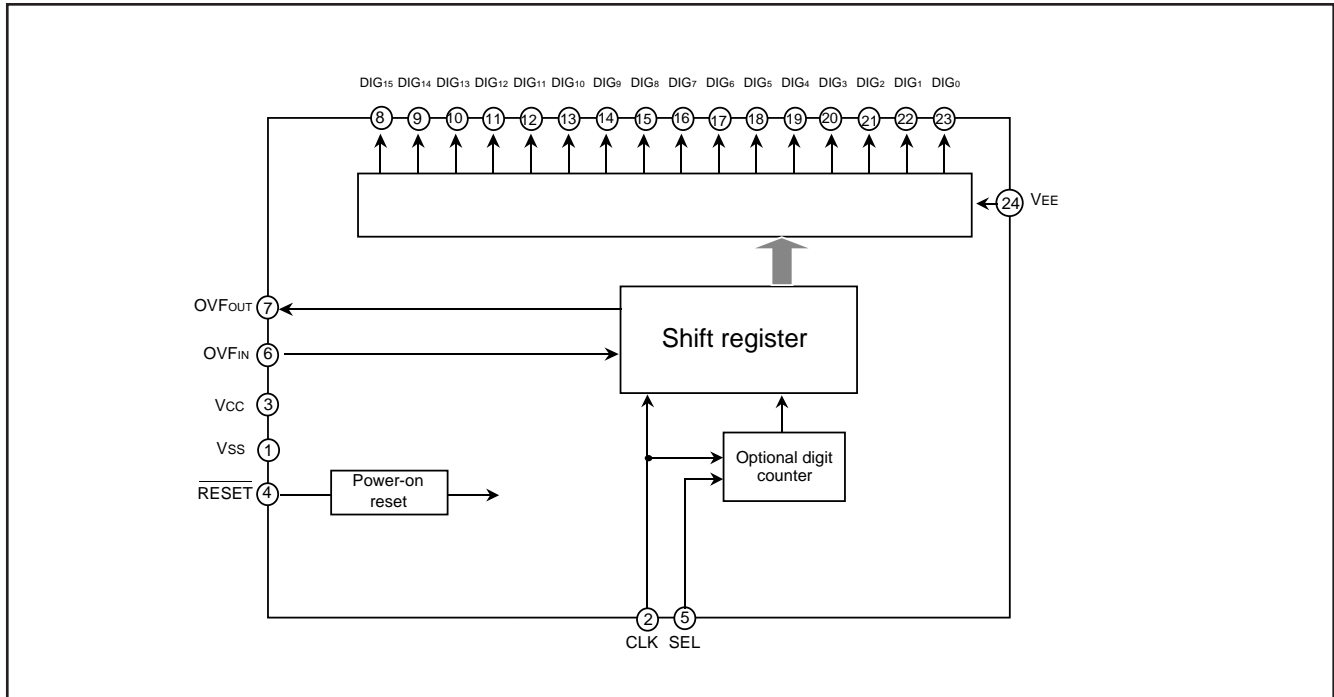 DIG15 DIG14 DIG13 DIG12 DIG11 DIG10 DIG9 DIG8 DIG7 DIG6 DIG5 DIG4 DIG3 DIG2 DIG1 DIG0
8 9 10 11 12 13 14 15 16 17 18 19 20 21 22 23
24 VEE
OVFOUT 7
Shift register
OVFIN 6
VCC 3
VSS 1
Optional digit
counter
RESET 4
Power-on
reset
2 5
CLK SEL